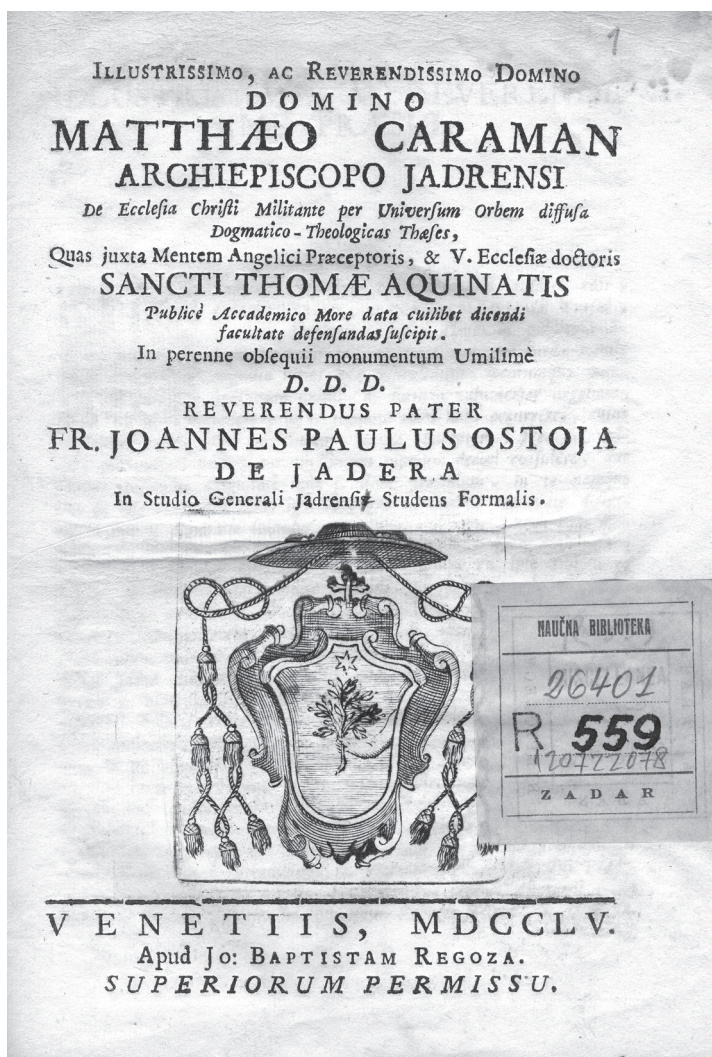 1
ILLUSTRISSIMO, AC REVERENDISSIMO DOMINO
DOMINO
MATTHÆO CARAMAN
ARCHIEPISCOPO JADRENSI
De Ecclesia Christi Militante per Universum Orbem diffusa
Dogmatico-Theologicas Thæses,
Quas juxta Mentem Angelici Præceptoris, & V. Ecclesiæ doctoris
SANCTI THOMÆ AQUINATIS
Publicè Accademico More data cuilibet dicendi
facultate defensandas suscipit.
In perenne obsequii monumentum Umilimè
D. D. D.
REVERENDUS PATER
FR. JOANNES PAULUS OSTOJA
DE JADERA
In Studio Generali Jadrensis Studens Formalis.
NAUČNA BIBLIOTEKA
26401
R 559
120722078
ZADAR
VENETIIS, MDCCLV.
Apud Jo: BAPTISTAM REGOZA.
SUPERIORUM PERMISSU.